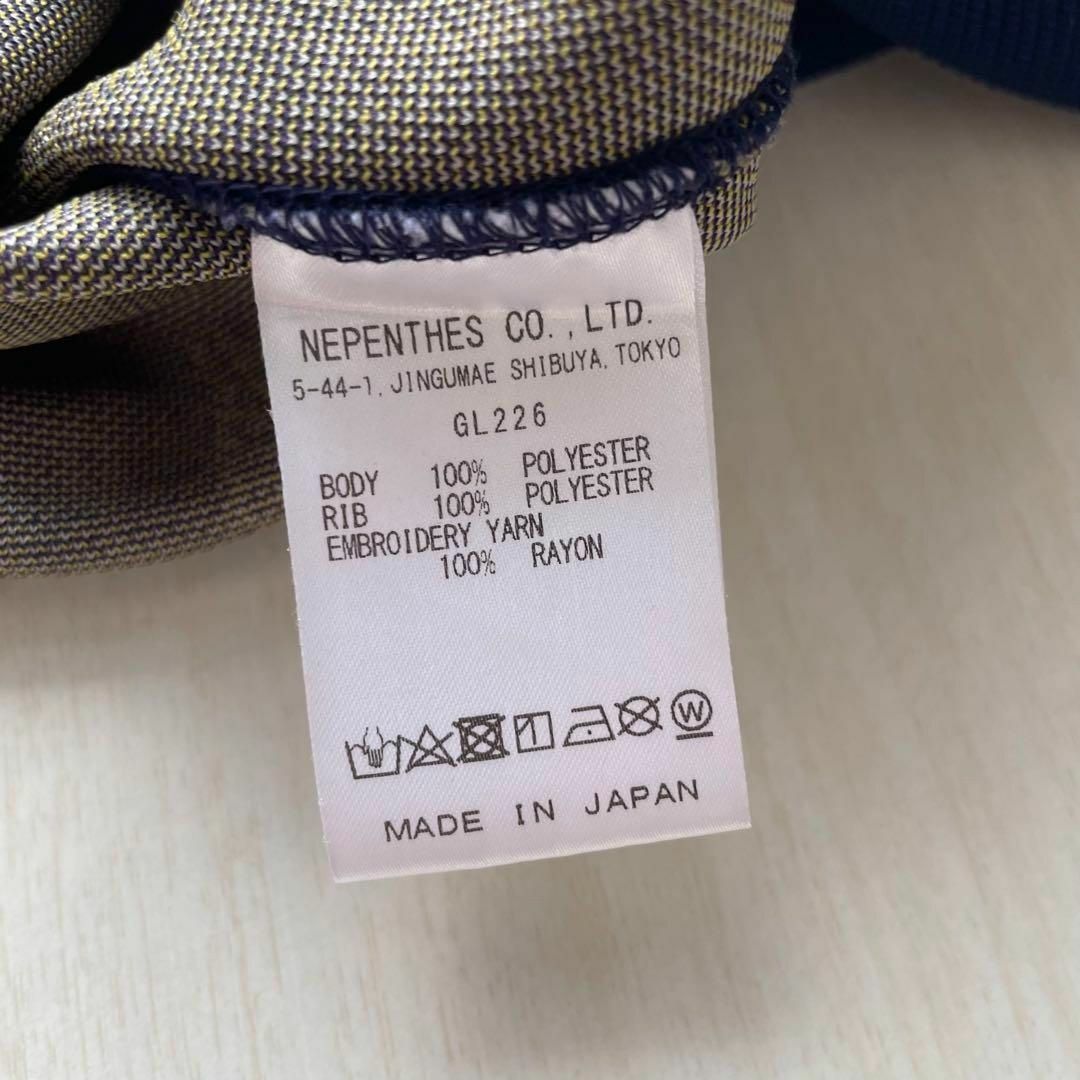 NEPENTHES CO.,LTD.
5-44-1, JINGUMAE SHIBUYA, TOKYO
GL226
BODY 100% POLYESTER
RIB 100% POLYESTER
EMBROIDERY YARN
100% RAYON
W
MADE IN JAPAN